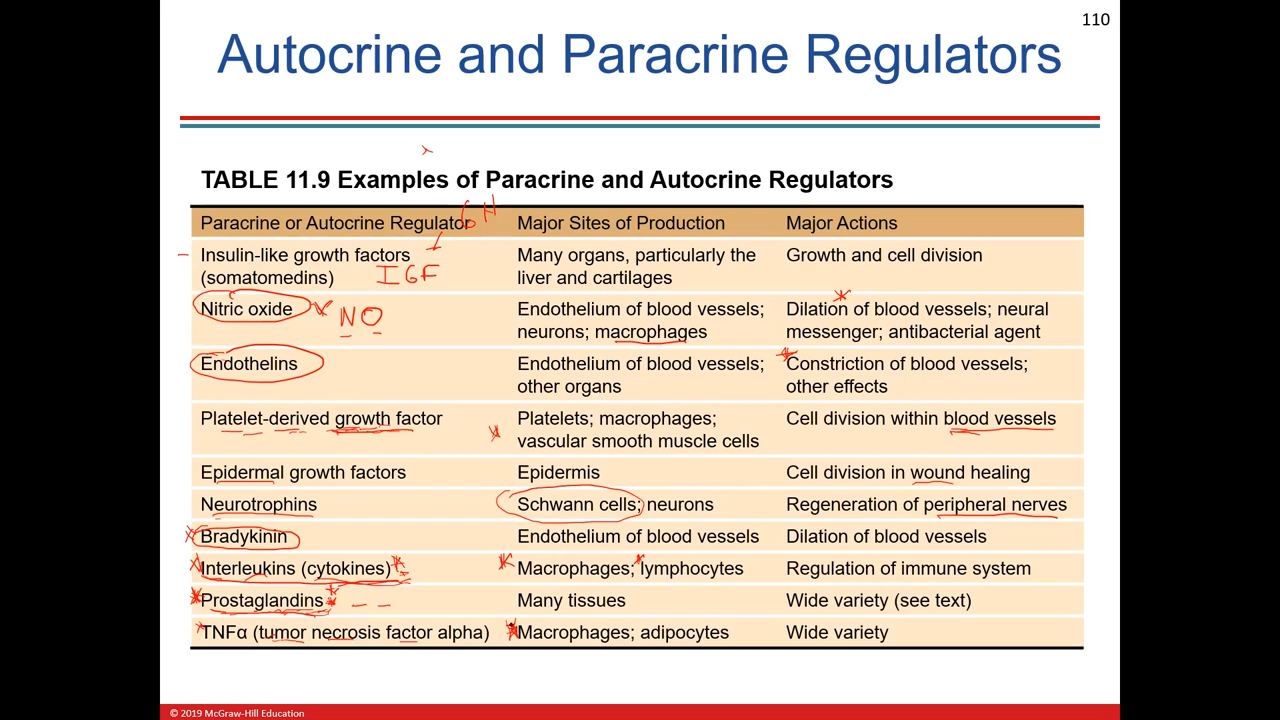 110
Autocrine and Paracrine Regulators
TABLE 11.9 Examples of Paracrine and Autocrine Regulators
Paracrine or Autocrine Regulator Major Sites of Production Major Actions
GH
Insulin-like growth factors Many organs, particularly the Growth and cell division
(somatomedins) IGF liver and cartilages
Nitric oxide Endothelium of blood vessels; Dilation of blood vessels; neural
NO neurons; macrophages messenger; antibacterial agent
Endothelins Endothelium of blood vessels; Constriction of blood vessels;
other organs other effects
Platelet-derived growth factor Platelets; macrophages; Cell division within blood vessels
vascular smooth muscle cells
Epidermal growth factors Epidermis Cell division in wound healing
Neurotrophins Schwann cells; neurons Regeneration of peripheral nerves
Bradykinin Endothelium of blood vessels Dilation of blood vessels
Interleukins (cytokines) Macrophages; lymphocytes Regulation of immune system
Prostaglandins Many tissues Wide variety (see text)
TNFα (tumor necrosis factor alpha) Macrophages; adipocytes Wide variety
© 2019 McGraw-Hill Education